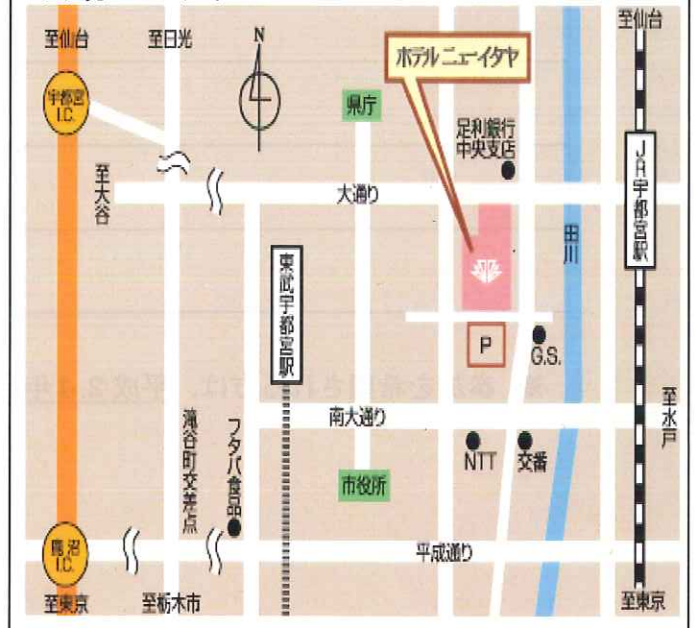 至仙台
至日光
N
至仙台
ホテルニューイタヤ
宇都宮
I.C.
県庁
足利銀行
中央支店
JR宇都宮駅
至大谷
大通り
田川
東武宇都宮駅
P
G.S.
至水戸
滝谷町交差点
フタバ食品
南大通り
NTT
交番
市役所
鹿沼
I.C.
平成通り
至東京
至栃木市
至東京